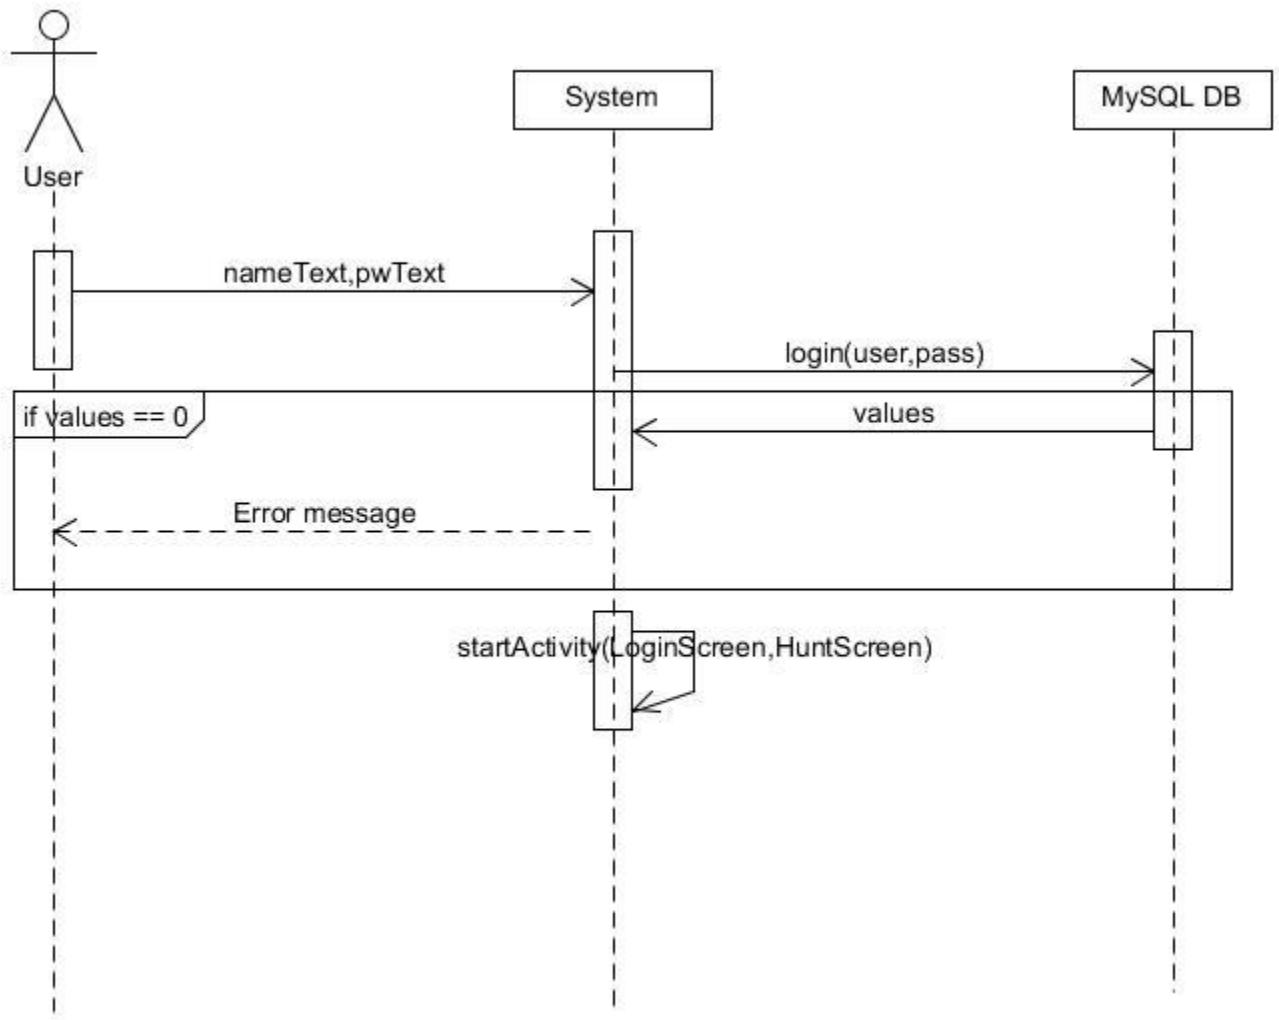 System
MySQL DB
User
nameText,pwText
login(user,pass)
if values == 0
values
Error message
startActivity(LoginScreen,HuntScreen)